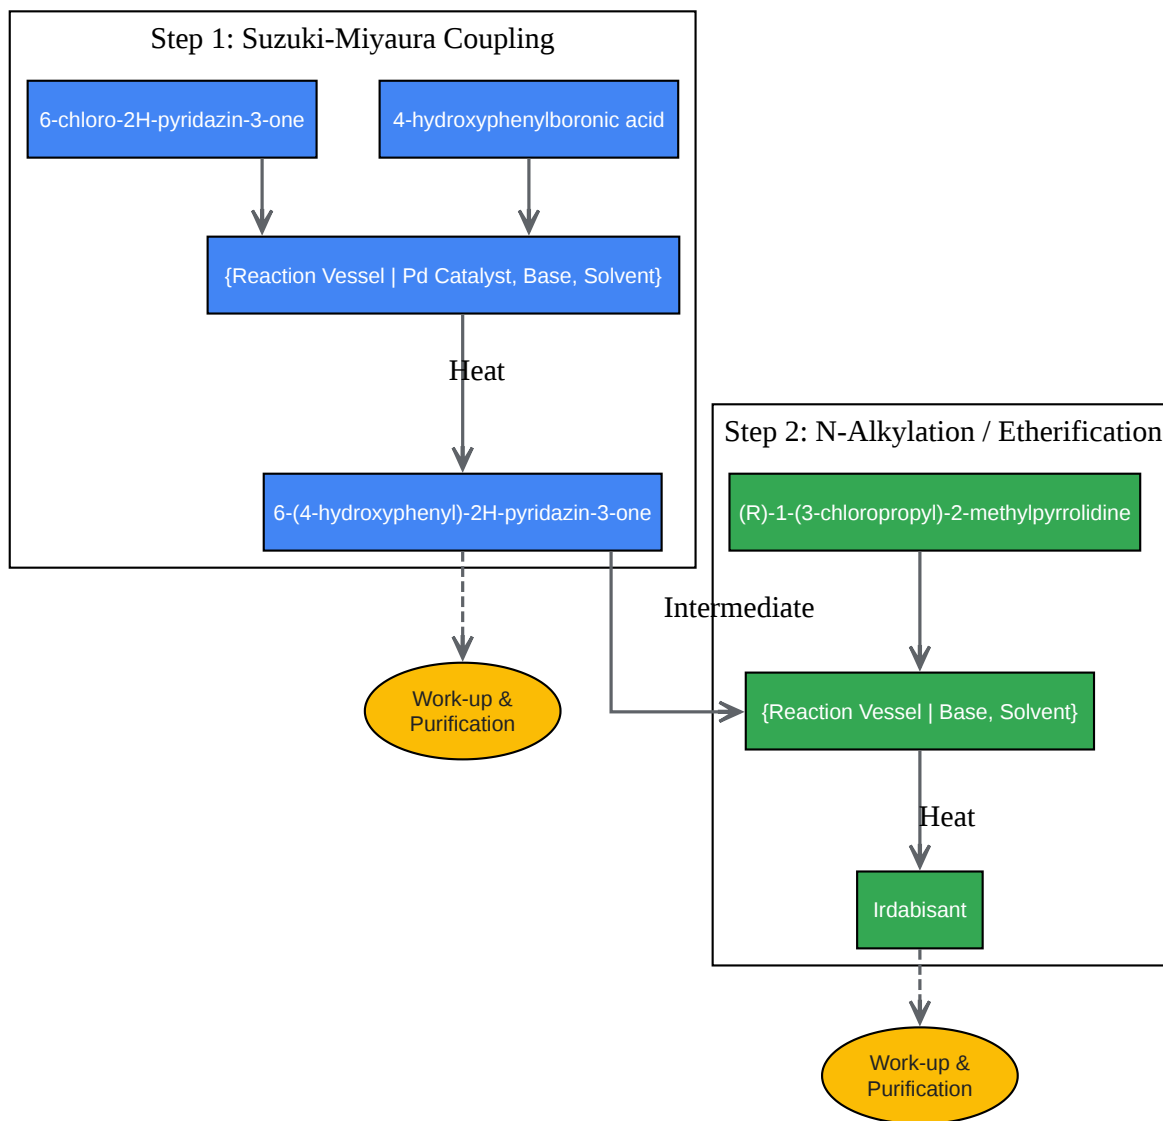 Step 1: Suzuki-Miyaura Coupling
6-chloro-2H-pyridazin-3-one
4-hydroxyphenylboronic acid
{Reaction Vessel | Pd Catalyst, Base, Solvent}
Heat
6-(4-hydroxyphenyl)-2H-pyridazin-3-one
Work-up &
Purification
Intermediate
Step 2: N-Alkylation / Etherification
(R)-1-(3-chloropropyl)-2-methylpyrrolidine
{Reaction Vessel | Base, Solvent}
Heat
Irdabisant
Work-up &
Purification